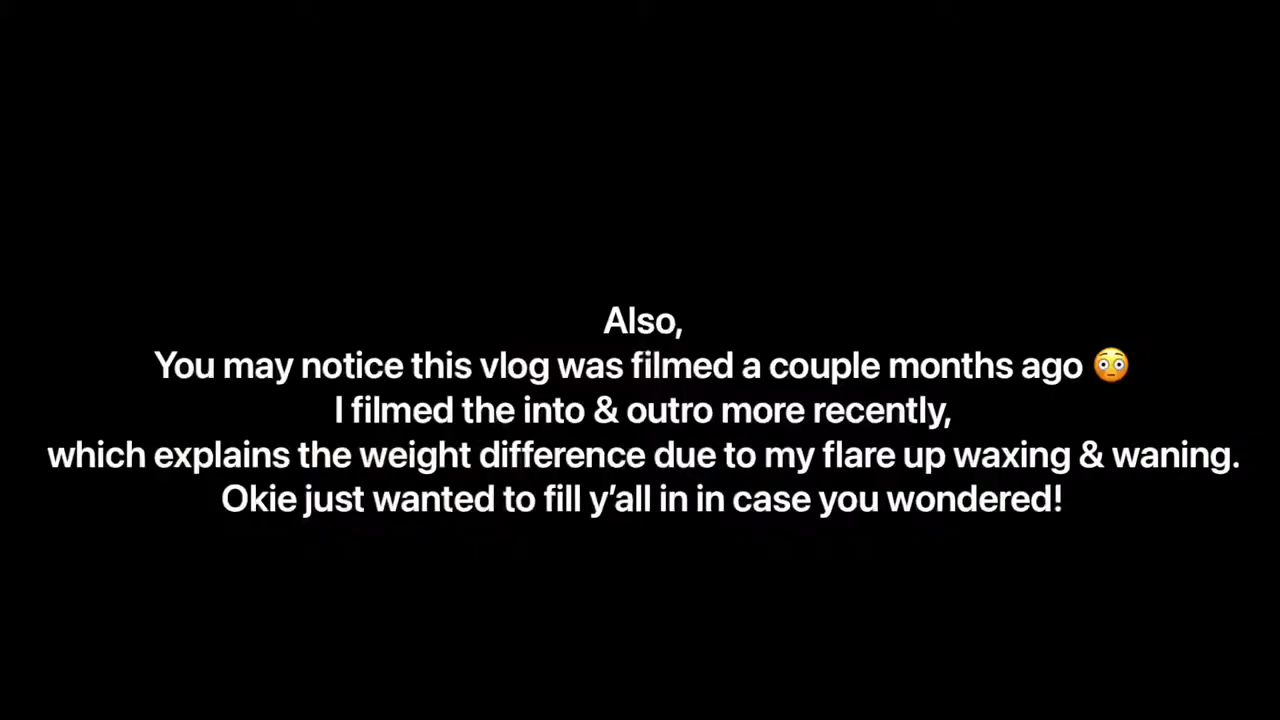 Also,
You may notice this vlog was filmed a couple months ago 😳
I filmed the into & outro more recently,
which explains the weight difference due to my flare up waxing & waning.
Okie just wanted to fill y’all in in case you wondered!